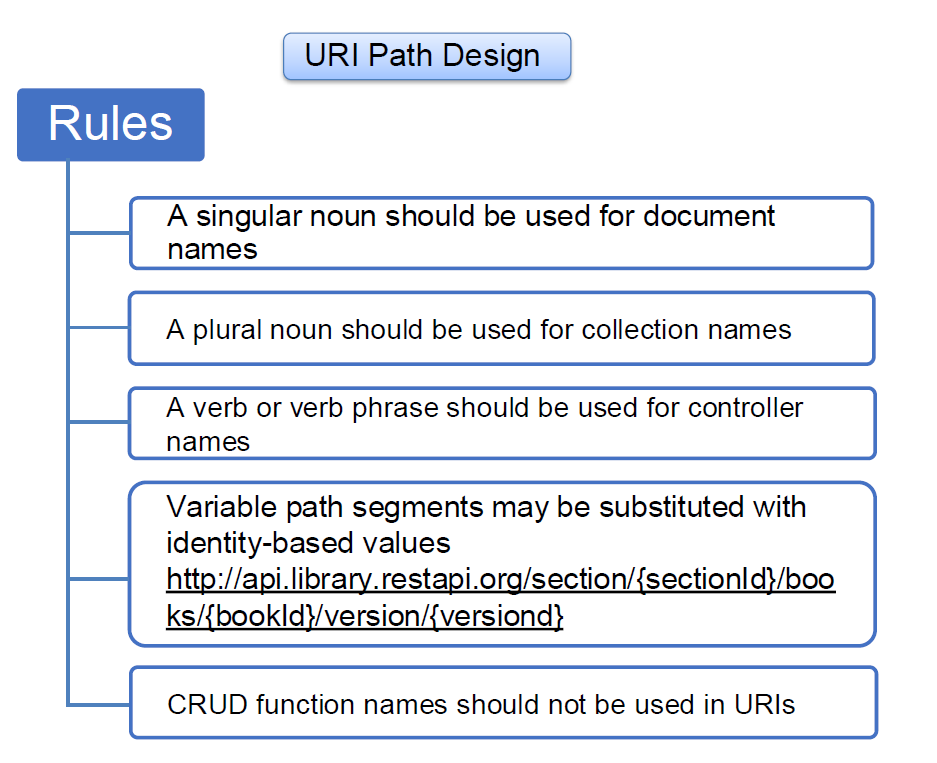 URI Path Design
Rules
A singular noun should be used for document
names
A plural noun should be used for collection names
A verb or verb phrase should be used for controller
names
Variable path segments may be substituted with
identity-based values
http://api.library.restapi.org/section/{sectionId}/boo
ks/{bookId}/version/{versiond}
CRUD function names should not be used in URIs